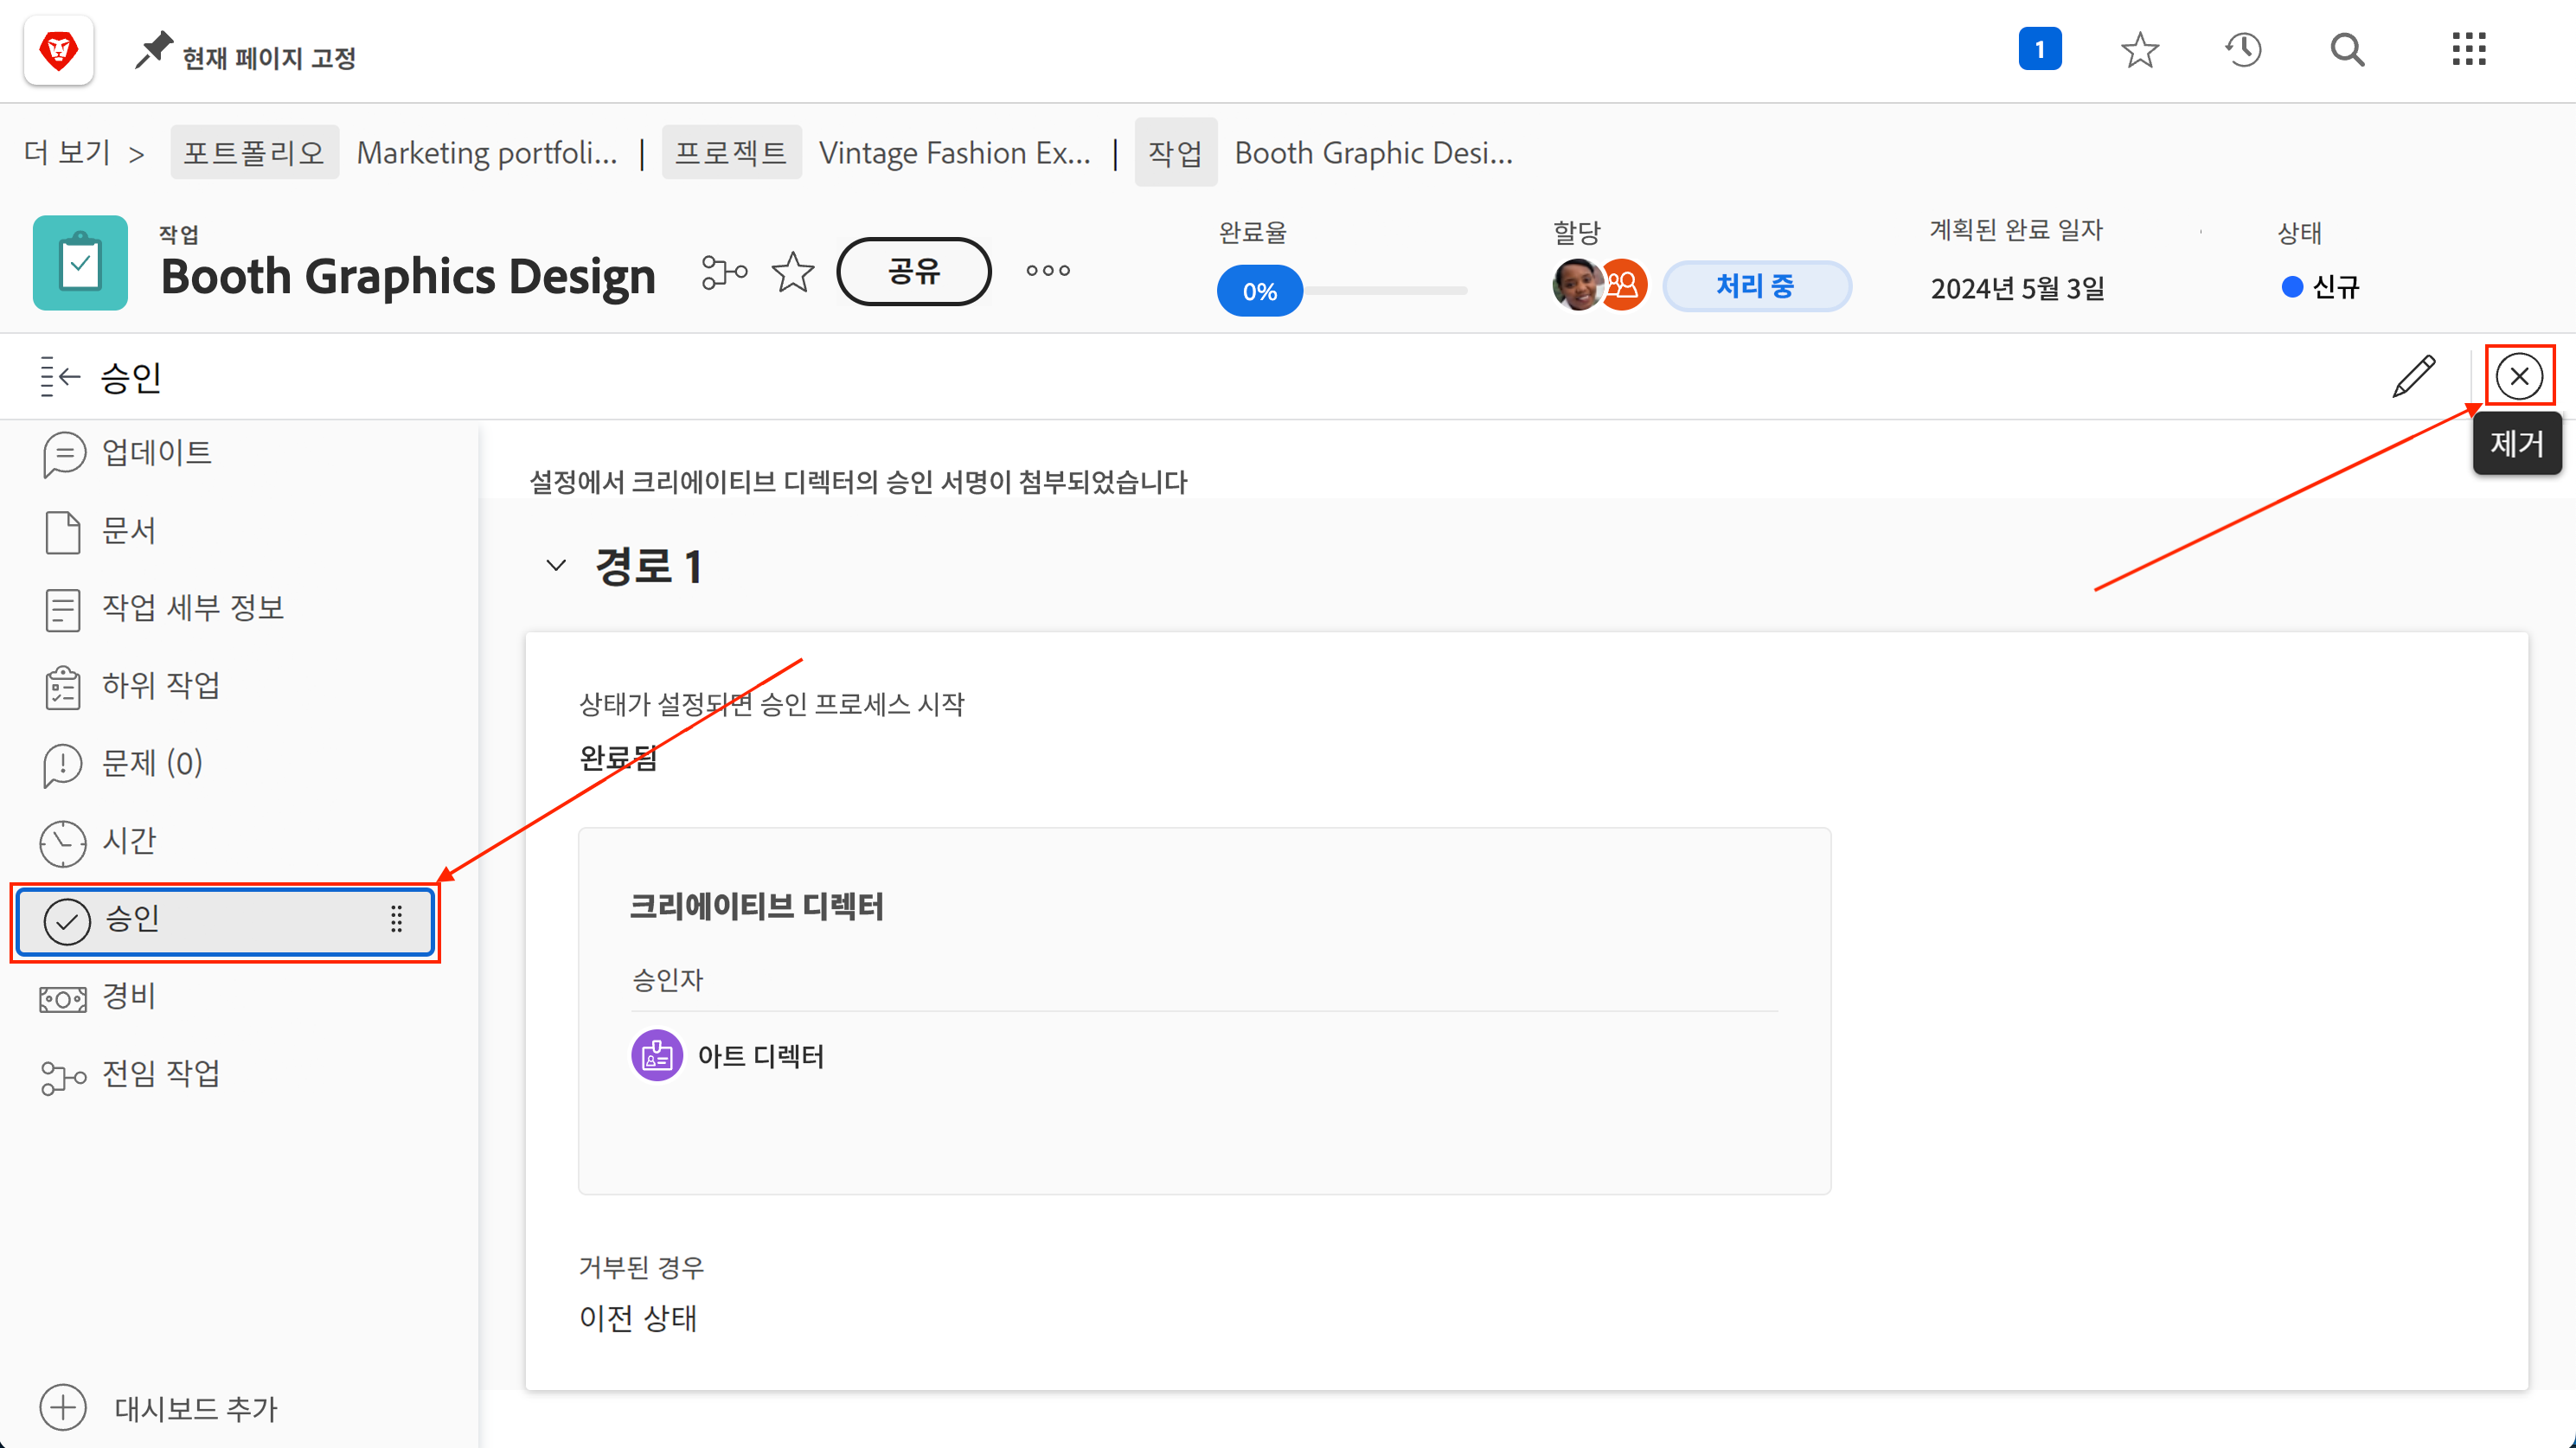 현재 페이지 고정
1
더 보기 > 포트폴리오 Marketing portfoli... | 프로젝트 Vintage Fashion Ex... | 작업 Booth Graphic Desi...
작업
Booth Graphics Design
공유
완료율
0%
할당
처리 중
계획된 완료 일자
2024년 5월 3일
상태
신규
승인
제거
업데이트
문서
작업 세부 정보
하위 작업
문제 (0)
시간
승인
경비
전임 작업
대시보드 추가
설정에서 크리에이티브 디렉터의 승인 서명이 첨부되었습니다
경로 1
상태가 설정되면 승인 프로세스 시작
완료됨
크리에이티브 디렉터
승인자
아트 디렉터
거부된 경우
이전 상태